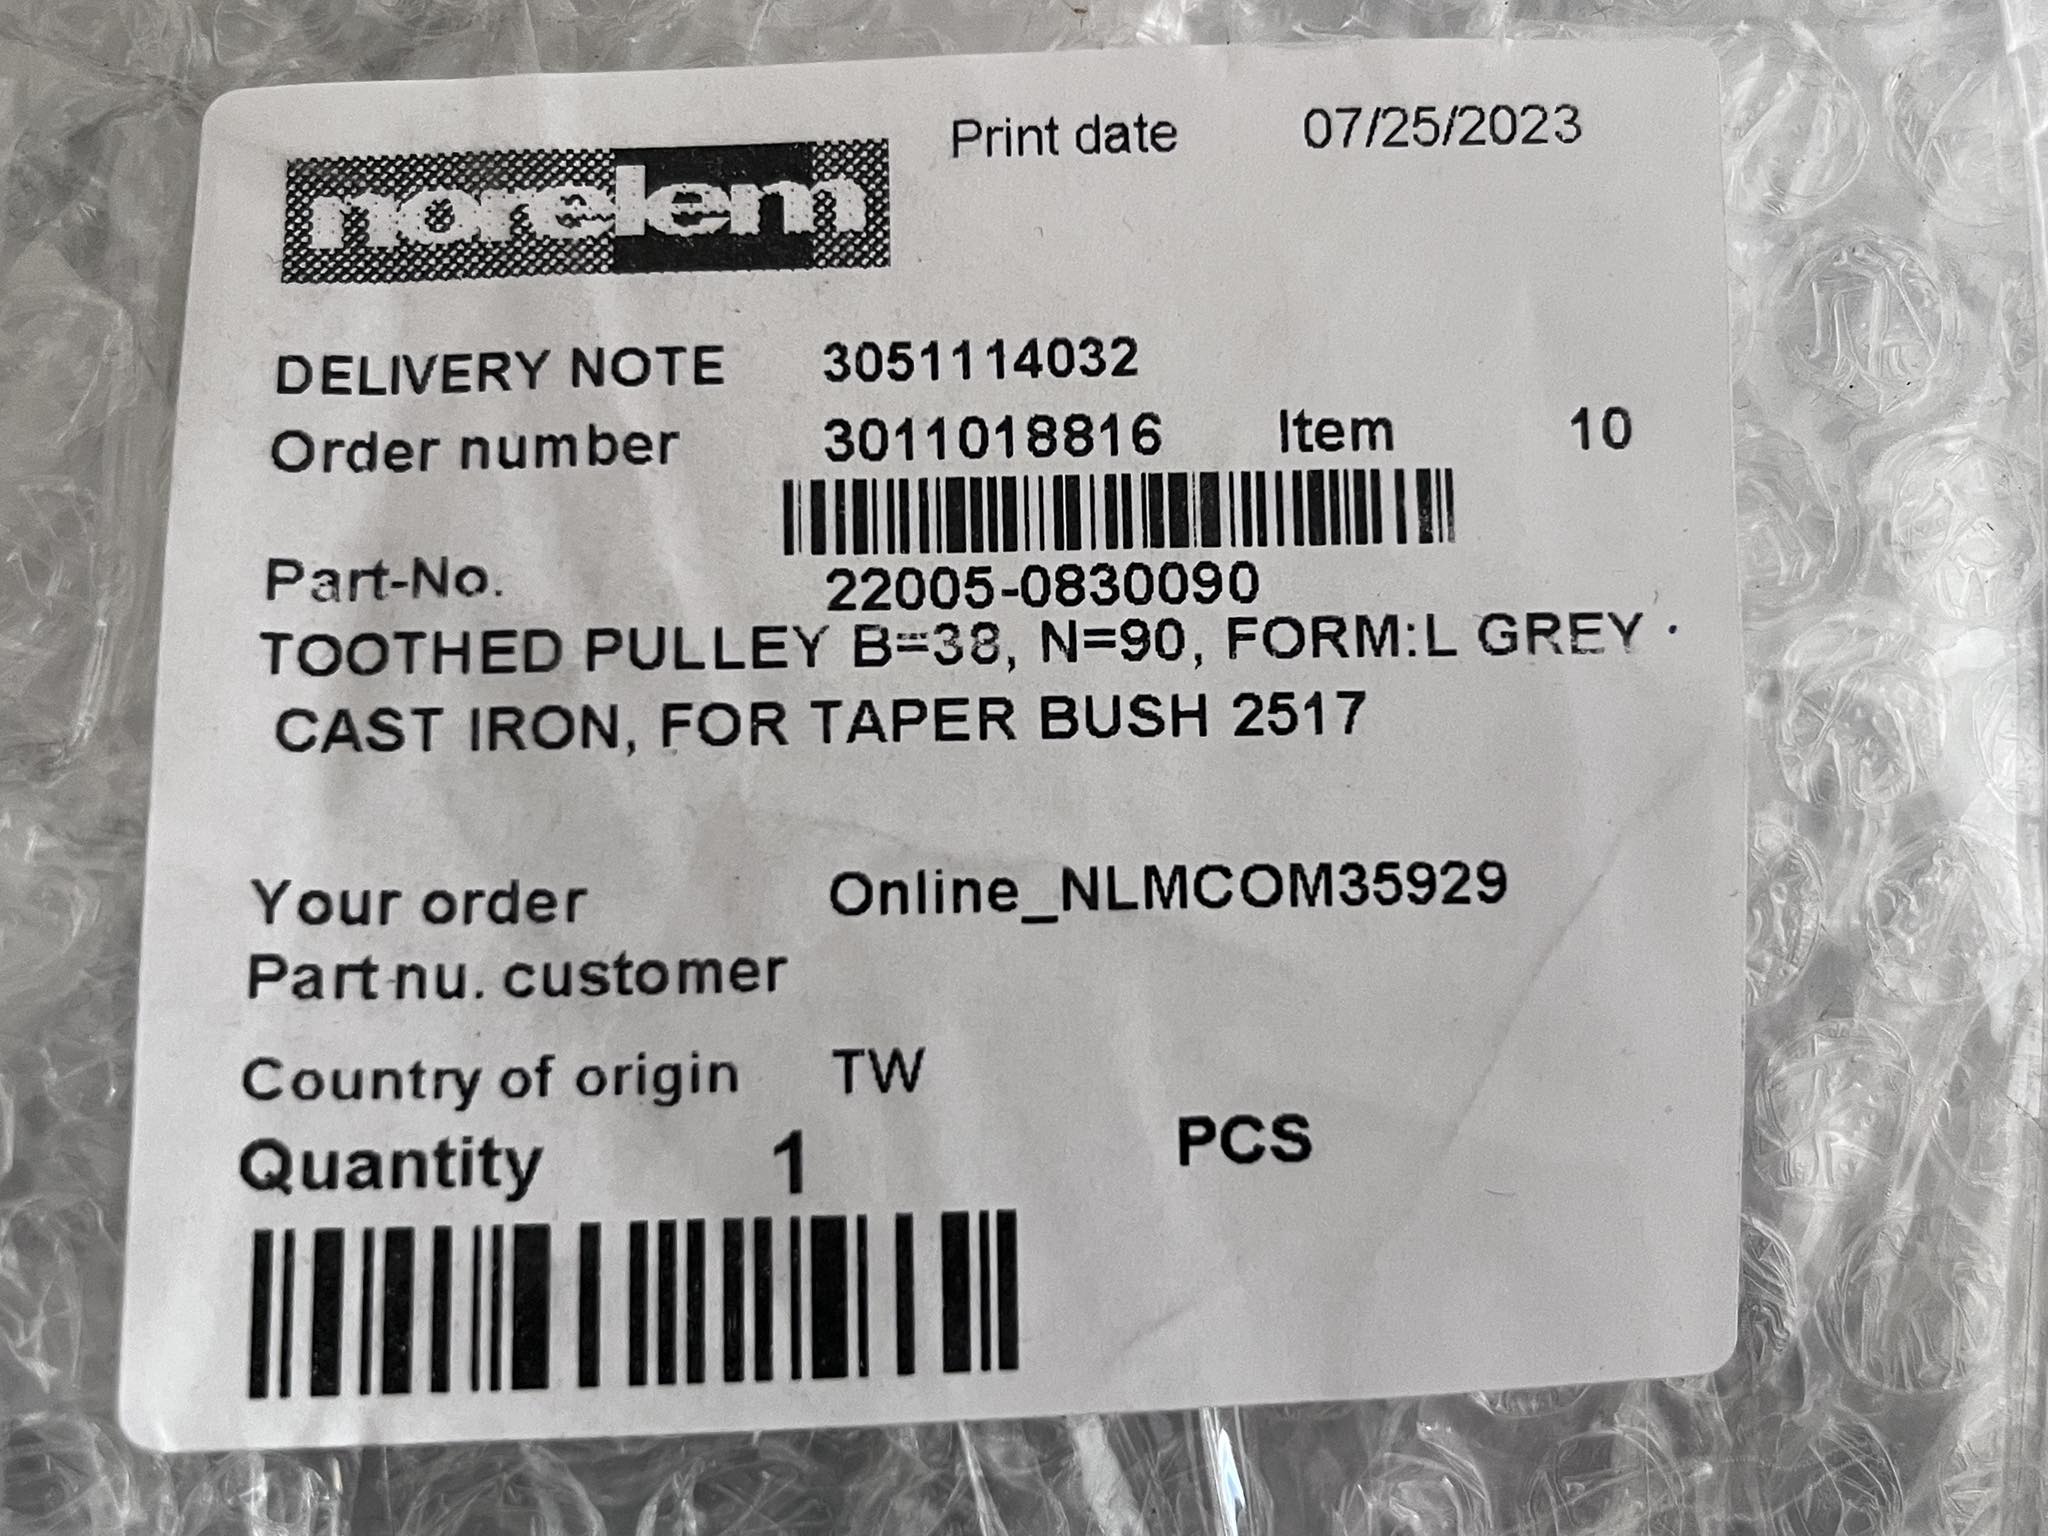 norelem
Print date 07/25/2023
DELIVERY NOTE 3051114032
Order number 3011018816 Item 10
Part-No. 22005-0830090
TOOTHED PULLEY B=38, N=90, FORM:L GREY
CAST IRON, FOR TAPER BUSH 2517
Your order Online_NLMCOM35929
Part nu. customer
Country of origin TW
Quantity 1 PCS